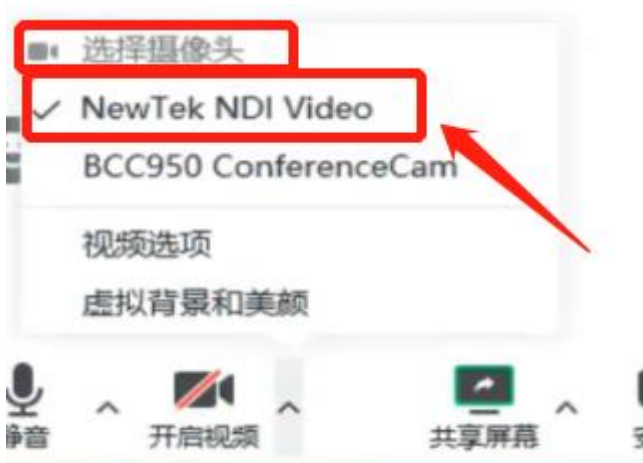 选择摄像头
NewTek NDI Video
BCC950 ConferenceCam
视频选项
虚拟背景和美颜
静音
开启视频
共享屏幕